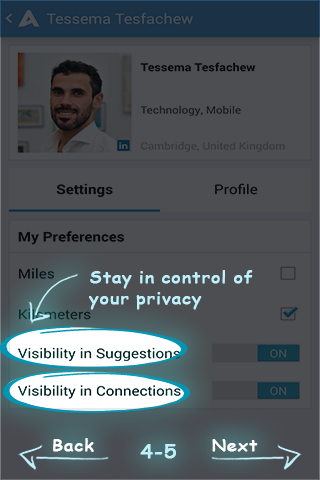 Tessema Tesfachew
Tessema Tesfachew
Technology, Mobile
in
Cambridge, United Kingdom
Settings
Profile
My Preferences
Miles
Stay in control of
your privacy
Kilometers
Visibility in Suggestions
ON
Visibility in Connections
ON
Back
4-5
Next